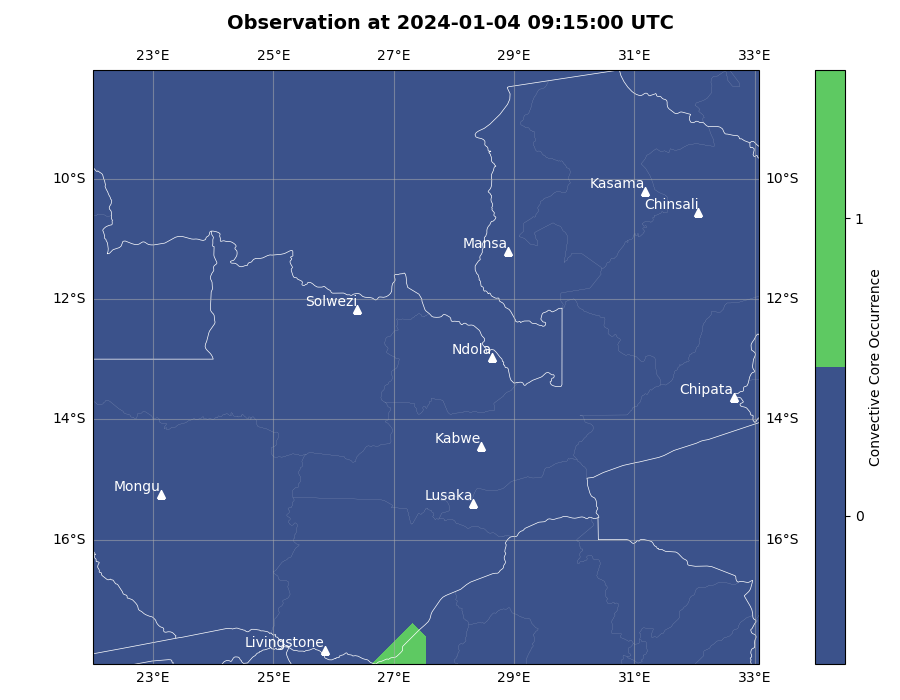 Observation at 2024-01-04 09:15:00 UTC
23°E 25°E 27°E 29°E 31°E 33°E
10°S 10°S
Kasama
Chinsali
Mansa
12°S 12°S
Solwezi
Ndola
Chipata
14°S 14°S
Kabwe
Mongu
Lusaka
16°S 16°S
Livingstone
23°E 25°E 27°E 29°E 31°E 33°E
1
0
Convective Core Occurrence